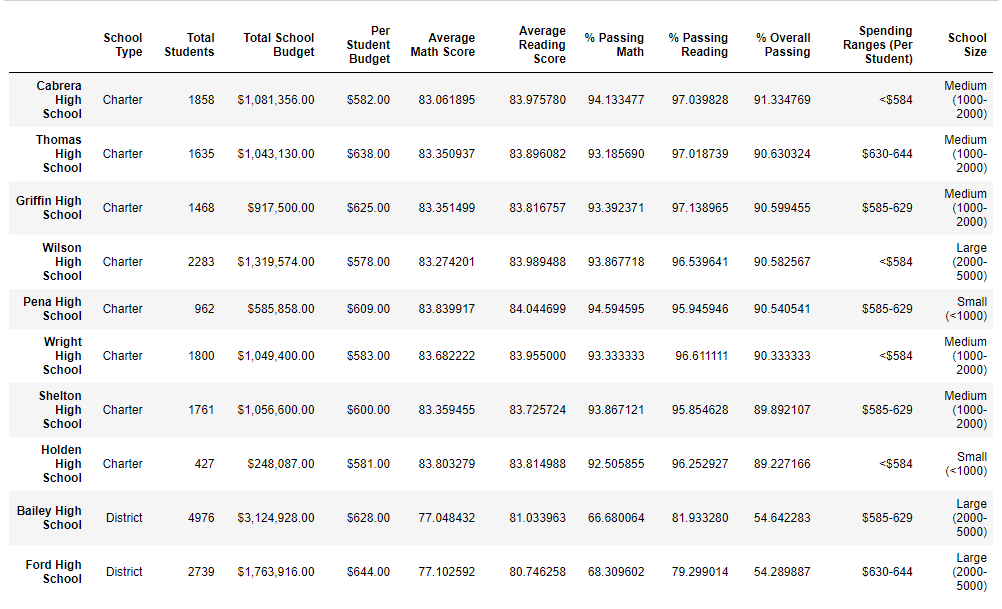 School Type Total Students Total School Budget Per Student Budget Average Math Score Average Reading Score % Passing Math % Passing Reading % Overall Passing Spending Ranges (Per Student) School Size
Cabrera High School Charter 1858 $1,081,356.00 $582.00 83.061895 83.975780 94.133477 97.039828 91.334769 <$584 Medium (1000-2000)
Thomas High School Charter 1635 $1,043,130.00 $638.00 83.350937 83.896082 93.185690 97.018739 90.630324 $630-644 Medium (1000-2000)
Griffin High School Charter 1468 $917,500.00 $625.00 83.351499 83.816757 93.392371 97.138965 90.599455 $585-629 Medium (1000-2000)
Wilson High School Charter 2283 $1,319,574.00 $578.00 83.274201 83.989488 93.867718 96.539641 90.582567 <$584 Large (2000-5000)
Pena High School Charter 962 $585,858.00 $609.00 83.839917 84.044699 94.594595 95.945946 90.540541 $585-629 Small (<1000)
Wright High School Charter 1800 $1,049,400.00 $583.00 83.682222 83.955000 93.333333 96.611111 90.333333 <$584 Medium (1000-2000)
Shelton High School Charter 1761 $1,056,600.00 $600.00 83.359455 83.725724 93.867121 95.854628 89.892107 $585-629 Medium (1000-2000)
Holden High School Charter 427 $248,087.00 $581.00 83.803279 83.814988 92.505855 96.252927 89.227166 <$584 Small (<1000)
Bailey High School District 4976 $3,124,928.00 $628.00 77.048432 81.033963 66.680064 81.933280 54.642283 $585-629 Large (2000-5000)
Ford High School District 2739 $1,763,916.00 $644.00 77.102592 80.746258 68.309602 79.299014 54.289887 $630-644 Large (2000-5000)